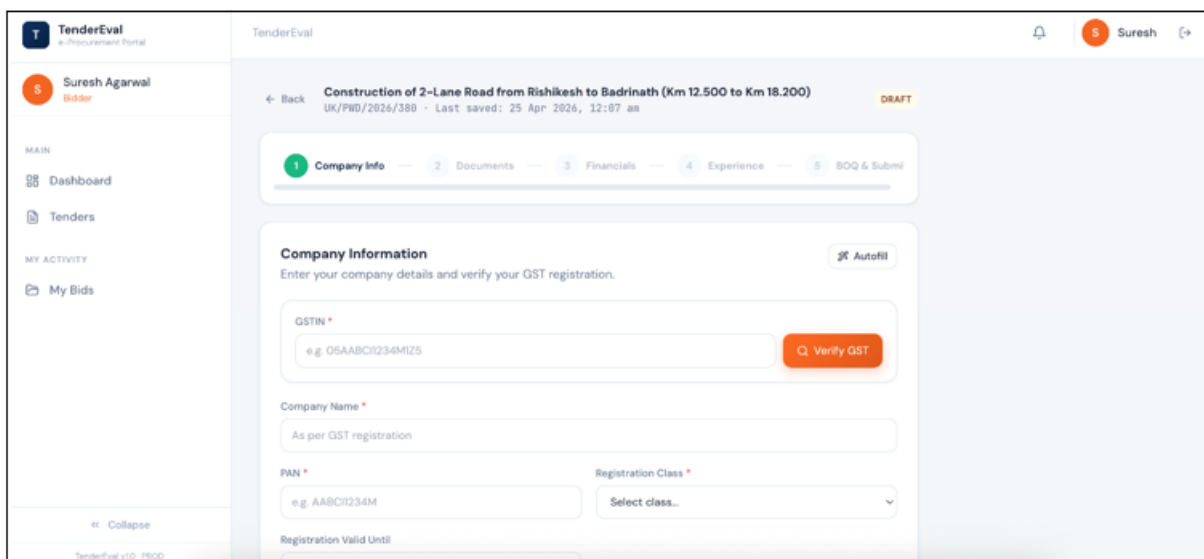 T
TenderEval
e-Procurement Portal
TenderEval
S
Suresh
S
Suresh Agarwal
Bidder
← Back
Construction of 2-Lane Road from Rishikesh to Badrinath (Km 12.500 to Km 18.200)
UK/PWD/2026/380 · Last saved: 25 Apr 2026, 12:07 am
DRAFT
1 Company Info
2 Documents
3 Financials
4 Experience
5 BOQ & Submi
MAIN
Dashboard
Tenders
MY ACTIVITY
My Bids
Company Information
Autofill
Enter your company details and verify your GST registration.
GSTIN *
e.g. 05AABCI1234M1Z5
Verify GST
Company Name *
As per GST registration
PAN *
Registration Class *
e.g. AABCI1234M
Select class...
Registration Valid Until
« Collapse
TenderEval v1.0 · PROD